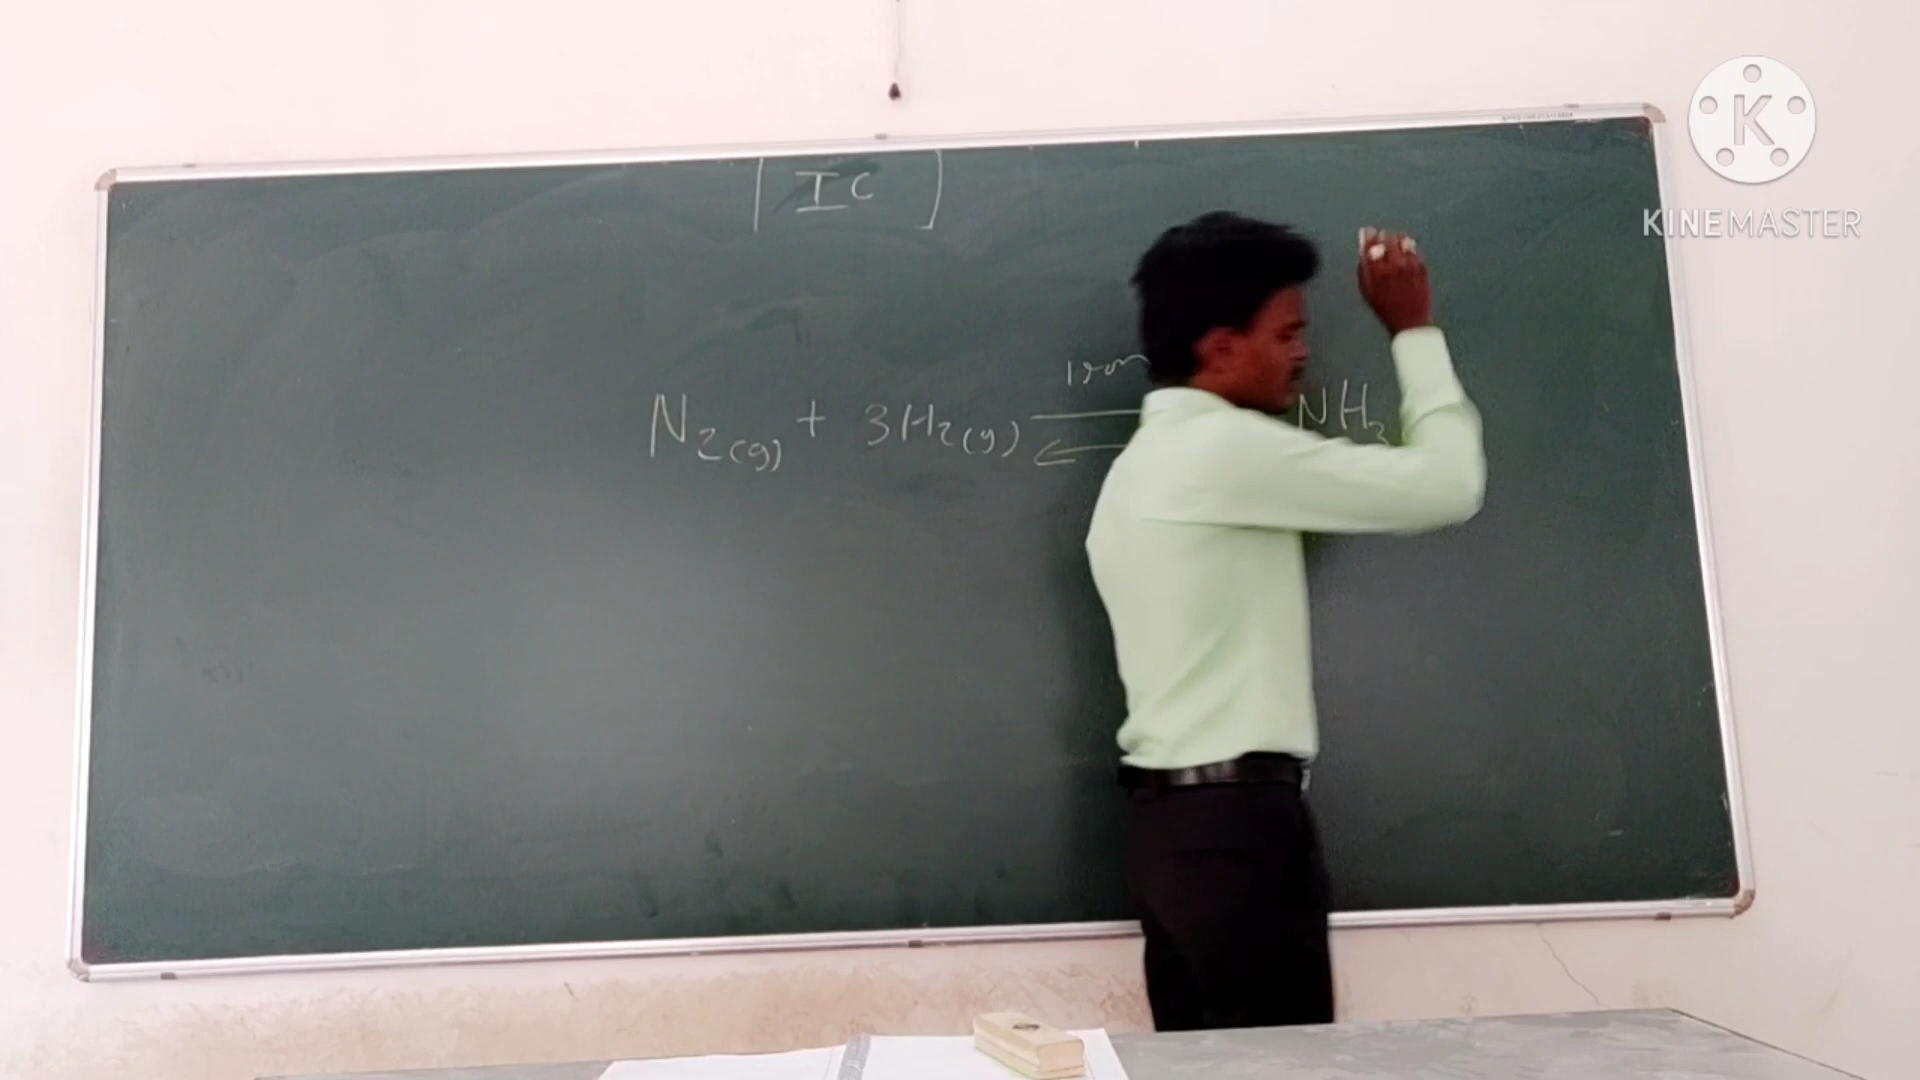 IC
K
KINEMASTER
Iron
N2(g) + 3H2(g) ⇌ NH3